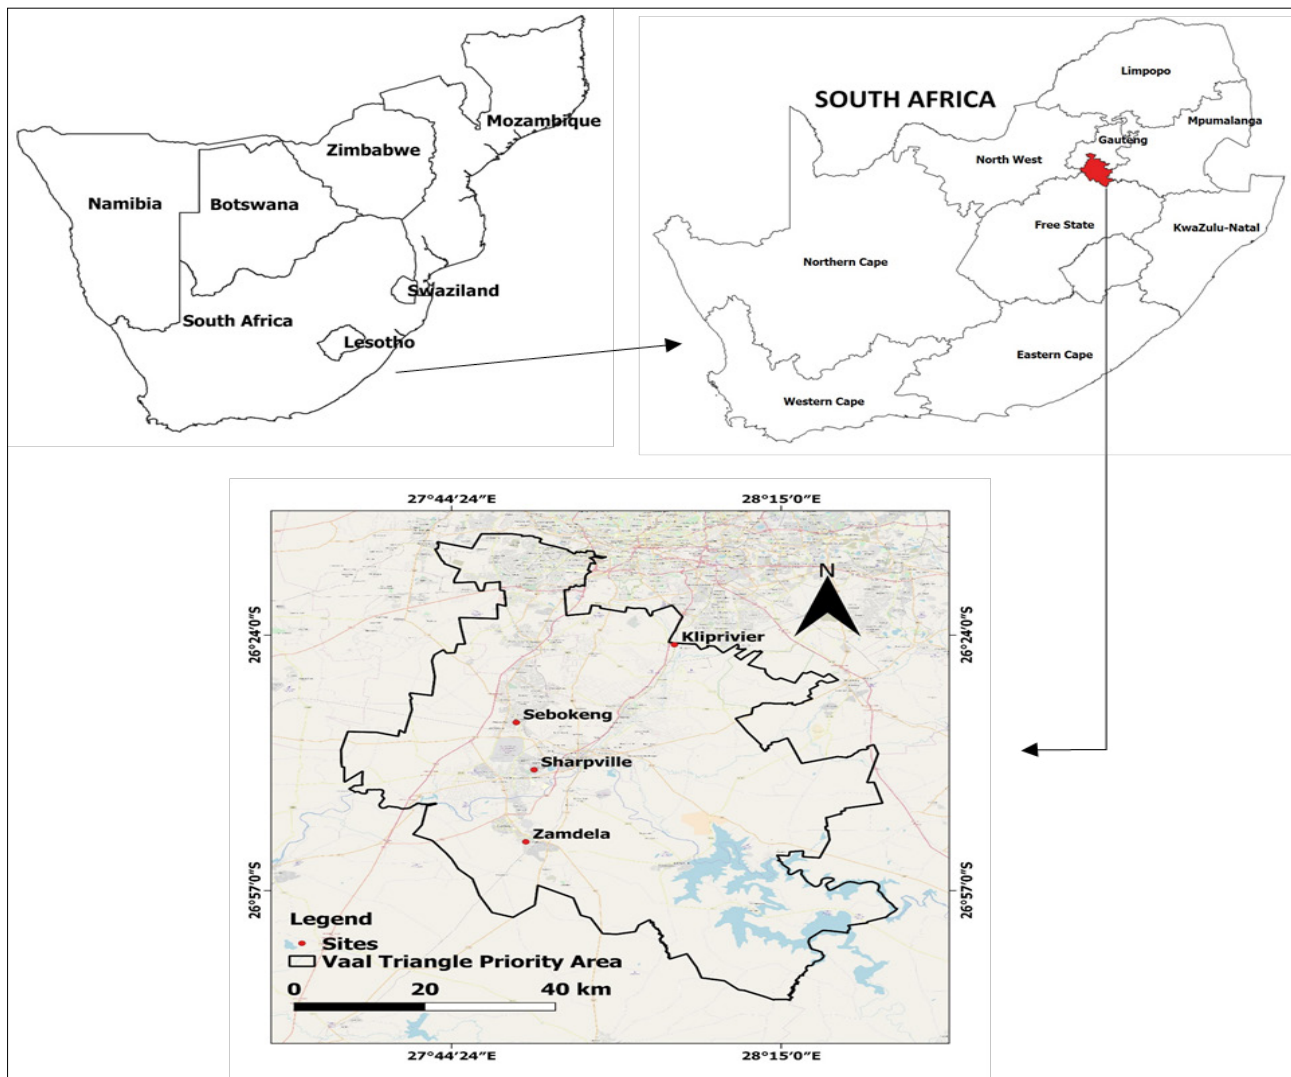 Mozambique
Zimbabwe
Namibia
Botswana
Swaziland
South Africa
Lesotho
SOUTH AFRICA
Limpopo
Mpumalanga
Gauteng
North West
Free State
KwaZulu-Natal
Northern Cape
Eastern Cape
Western Cape
27°44′24″E
28°15′0″E
N
26°24′0″S
26°24′0″S
Kliprivier
Sebokeng
Sharpville
Zamdela
26°57′0″S
26°57′0″S
Legend
Sites
Vaal Triangle Priority Area
0 20 40 km
27°44′24″E
28°15′0″E